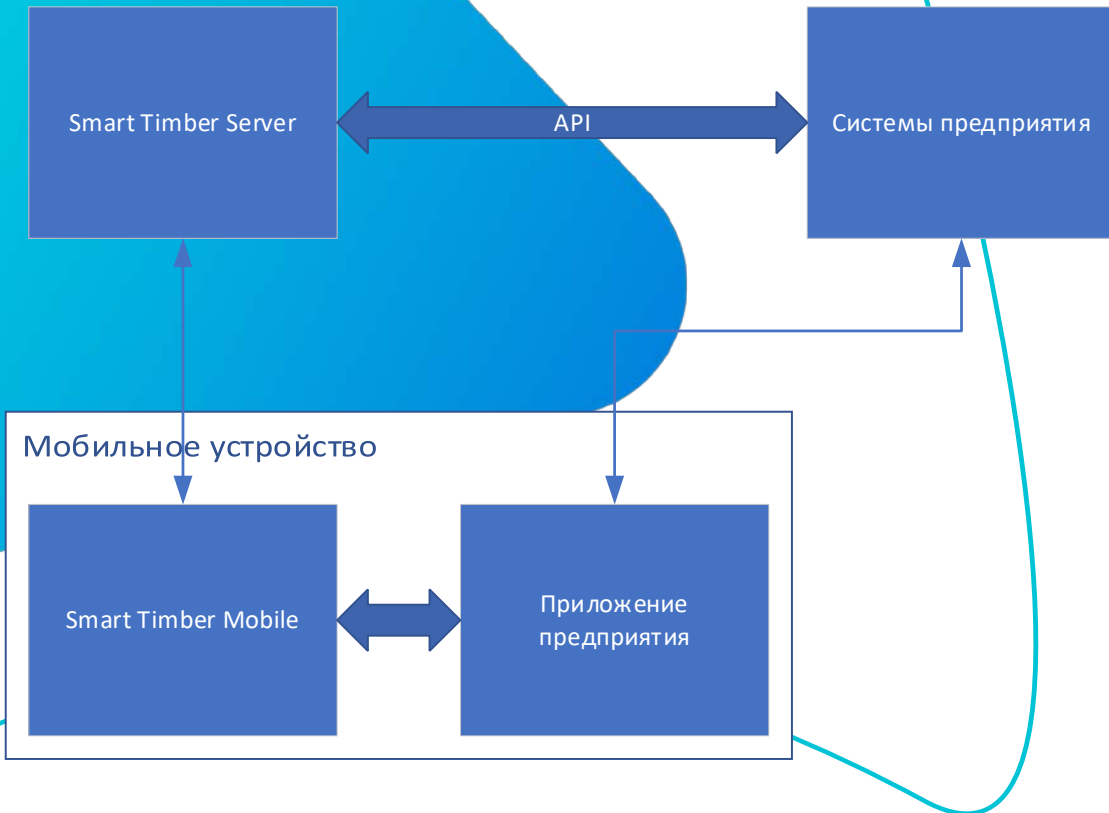 Smart Timber Server
API
Системы предприятия
Мобильное устройство
Smart Timber Mobile
Приложение
предприятия